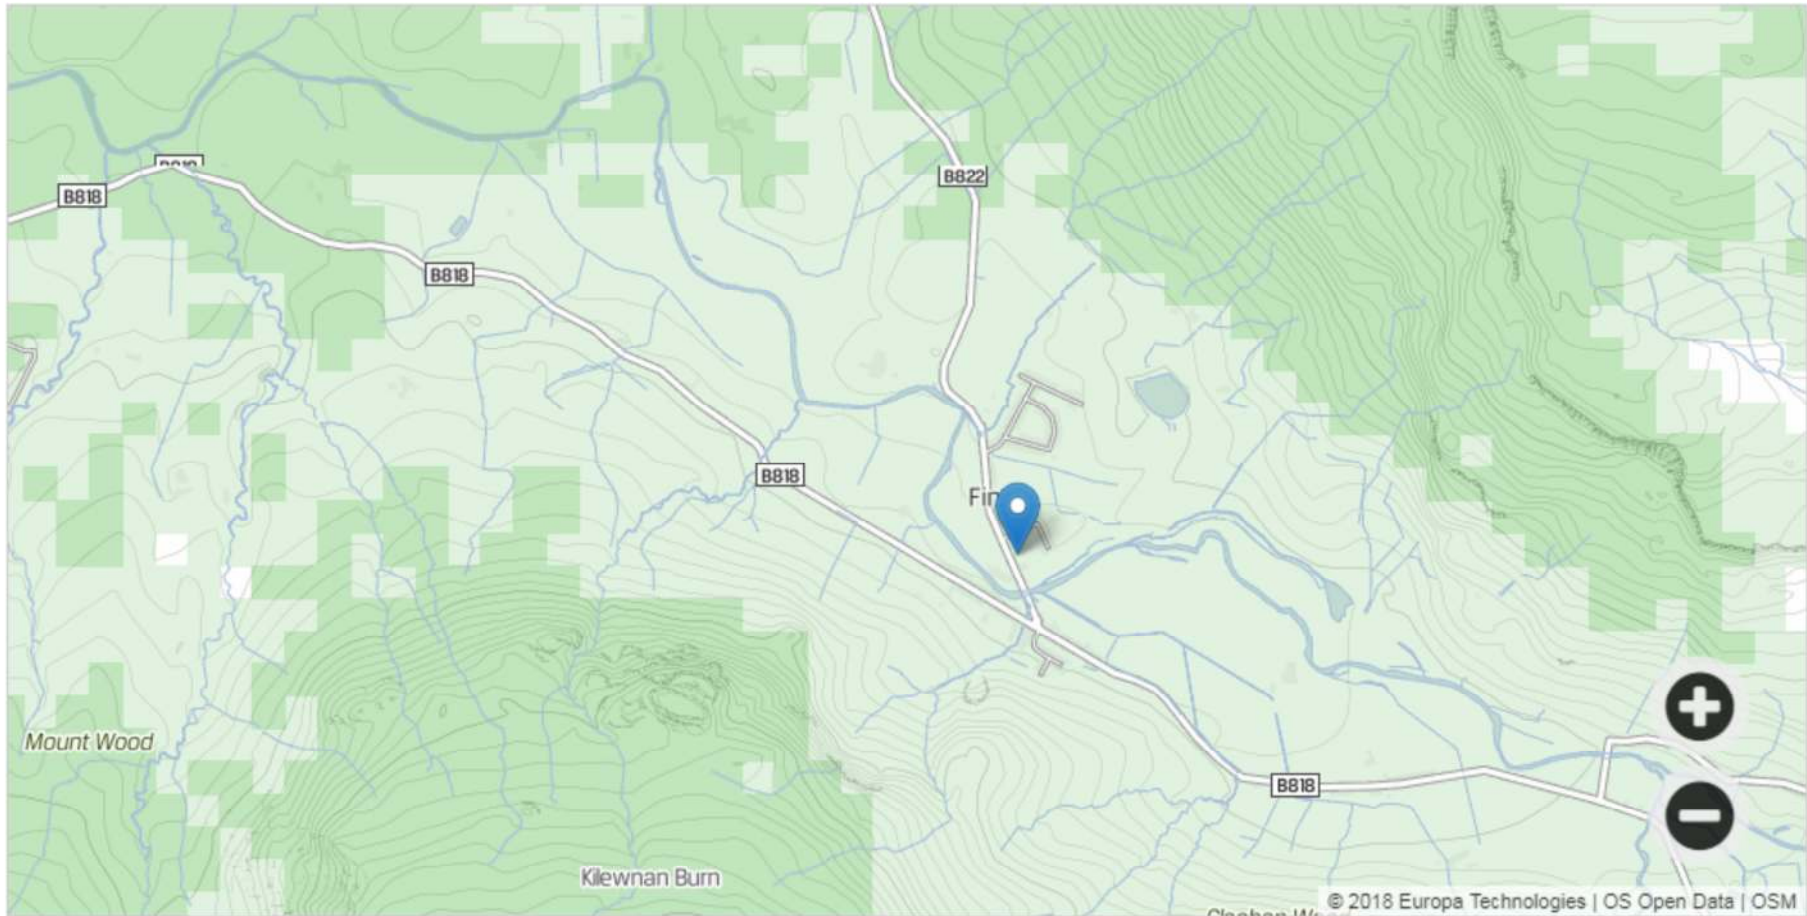 B818
B822
B818
B818
Fin
Mount Wood
B818
Kilewnan Burn
© 2018 Europa Technologies | OS Open Data | OSM